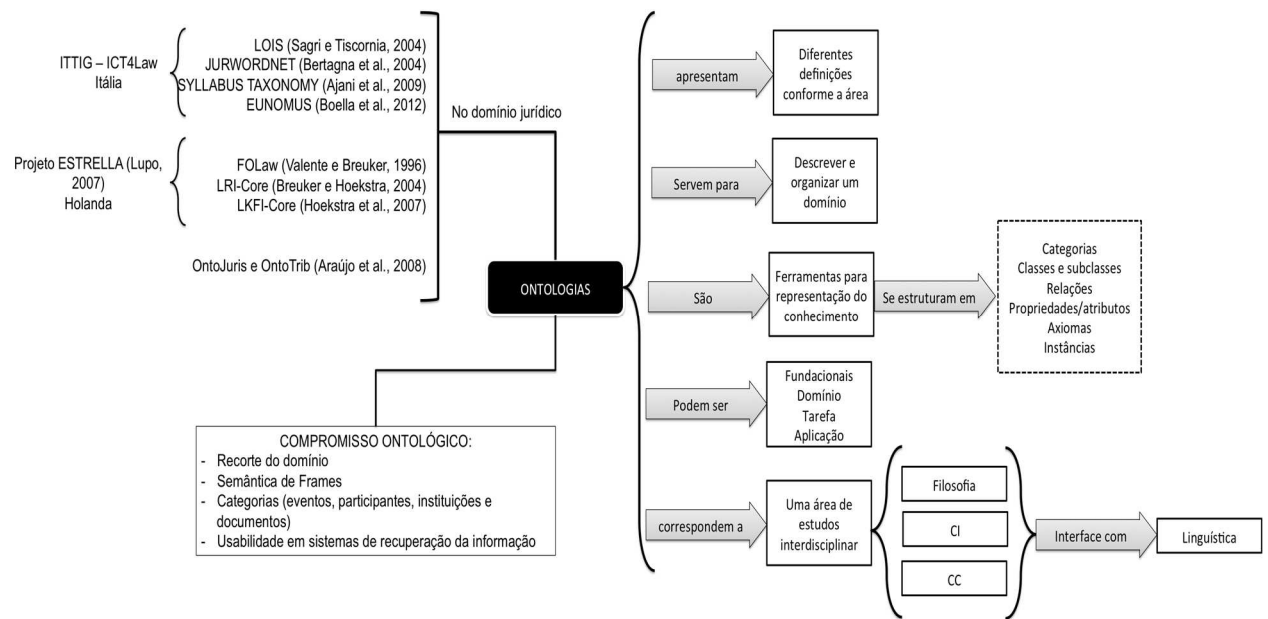 ITTIG – ICT4Law
Itália
LOIS (Sagri e Tiscornia, 2004)
JURWORDNET (Bertagna et al., 2004)
SYLLABUS TAXONOMY (Ajani et al., 2009)
EUNOMUS (Boella et al., 2012)
Projeto ESTRELLA (Lupo,
2007)
Holanda
FOLaw (Valente e Breuker, 1996)
LRI-Core (Breuker e Hoekstra, 2004)
LKFI-Core (Hoekstra et al., 2007)
OntoJuris e OntoTrib (Araújo et al., 2008)
No domínio jurídico
ONTOLOGIAS
COMPROMISSO ONTOLÓGICO:
- Recorte do domínio
- Semântica de Frames
- Categorias (eventos, participantes, instituições e
documentos)
- Usabilidade em sistemas de recuperação da informação
apresentam
Diferentes
definições
conforme a área
Servem para
Descrever e
organizar um
domínio
São
Ferramentas para
representação do
conhecimento
Se estruturam em
Categorias
Classes e subclasses
Relações
Propriedades/atributos
Axiomas
Instâncias
Podem ser
Fundacionais
Domínio
Tarefa
Aplicação
correspondem a
Uma área de
estudos
interdisciplinar
Filosofia
CI
CC
Interface com
Linguística